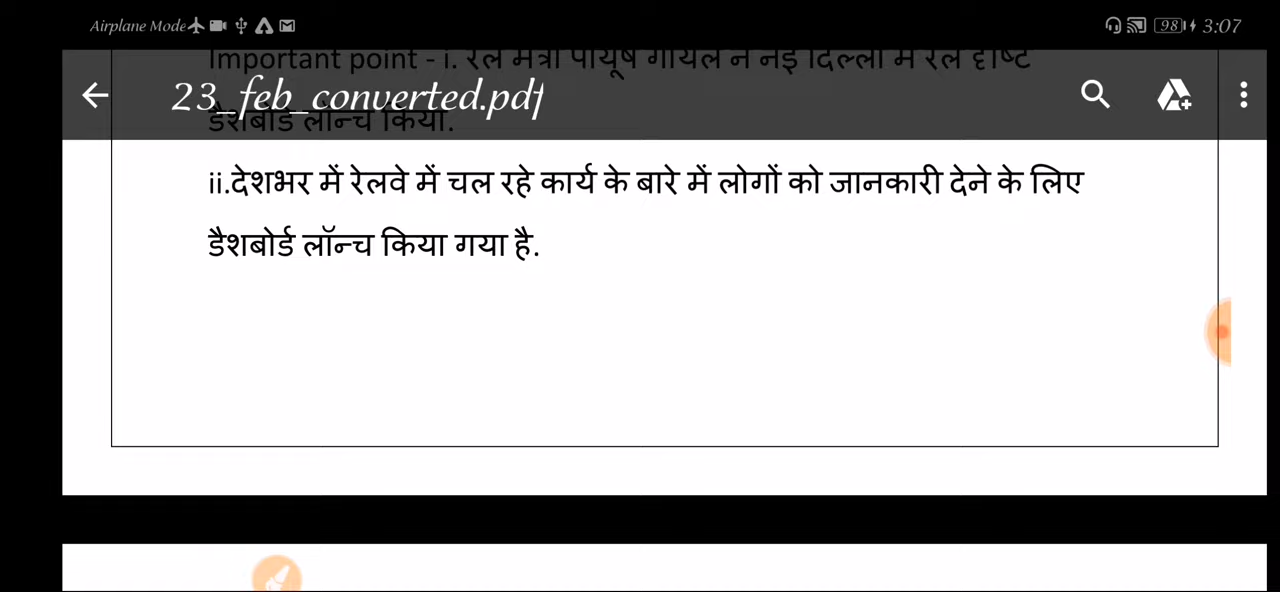 Airplane Mode 98 3:07
Important point - i. रेल मंत्री पीयूष गोयल ने नई दिल्ली में रेल दृष्टि
23_feb_converted.pdf
डैशबोर्ड लॉन्च किया.
ii.देशभर में रेलवे में चल रहे कार्य के बारे में लोगों को जानकारी देने के लिए
डैशबोर्ड लॉन्च किया गया है.